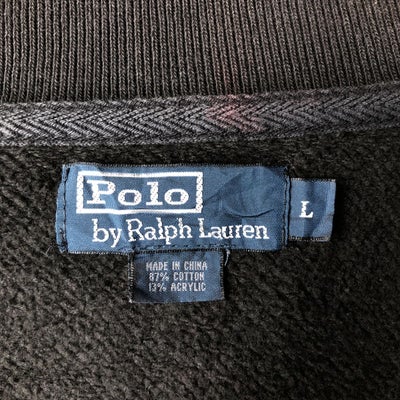 Polo
by Ralph Lauren
L
MADE IN CHINA
87% COTTON
13% ACRYLIC